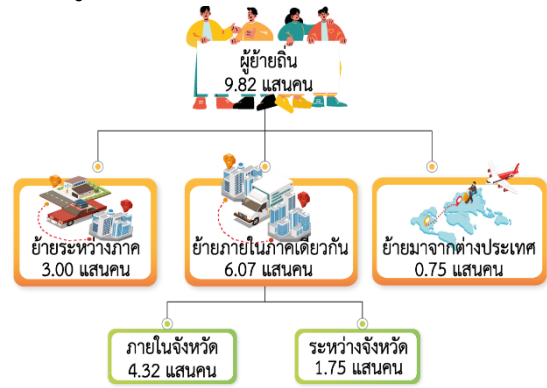 ผู้ย้ายถิ่น
9.82 แสนคน
ย้ายระหว่างภาค
3.00 แสนคน
ย้ายภายในภาคเดียวกัน
6.07 แสนคน
ย้ายมาจากต่างประเทศ
0.75 แสนคน
ภายในจังหวัด
4.32 แสนคน
ระหว่างจังหวัด
1.75 แสนคน